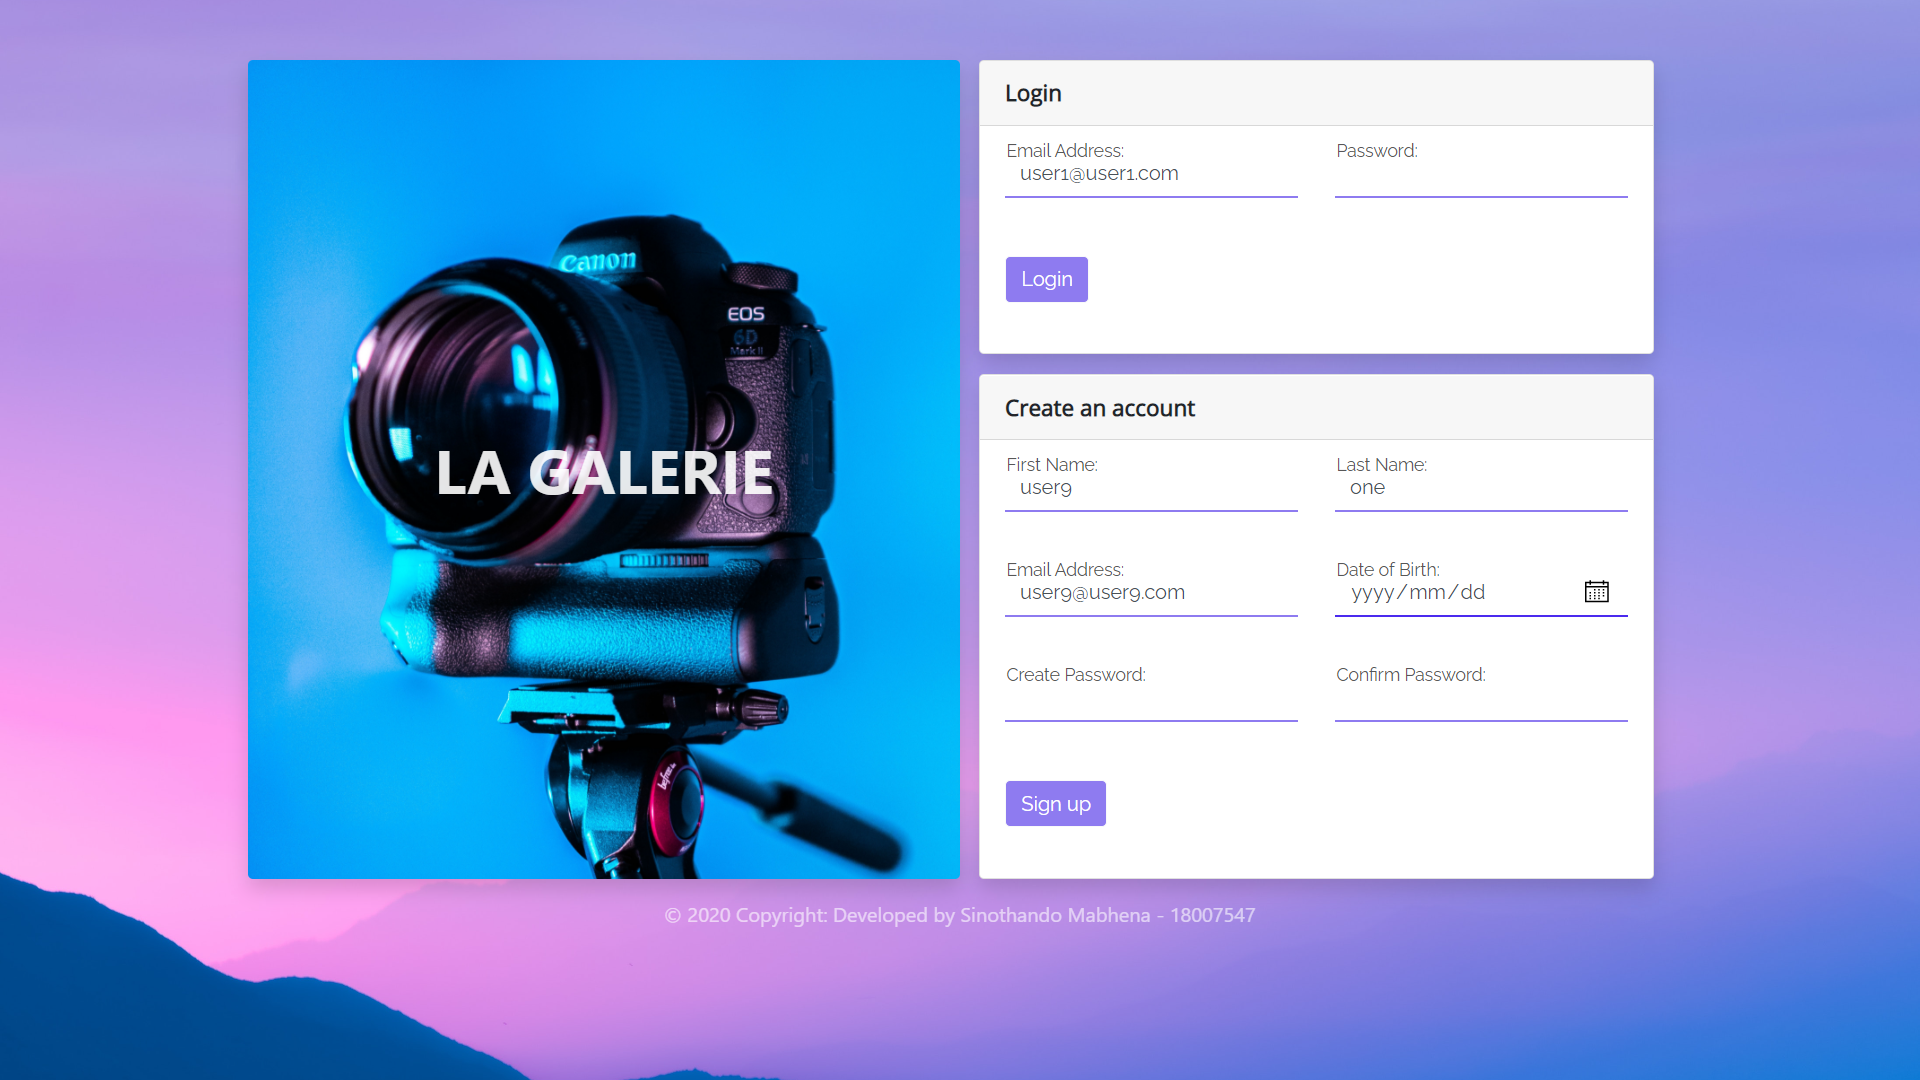 Canon
EOS
6D
Mark II
LA GALERIE
Login
Email Address:
user1@user1.com
Password:
Login
Create an account
First Name:
user9
Last Name:
one
Email Address:
user9@user9.com
Date of Birth:
yyyy/mm/dd
Create Password:
Confirm Password:
Sign up
© 2020 Copyright: Developed by Sinothando Mabhena - 18007547